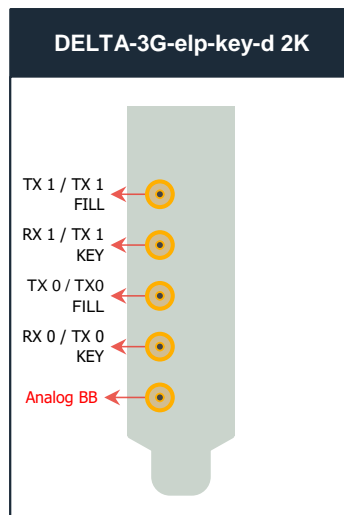 DELTA-3G-elp-key-d 2K
TX 1 / TX 1
FILL
RX 1 / TX 1
KEY
TX 0 / TX0
FILL
RX 0 / TX 0
KEY
Analog BB